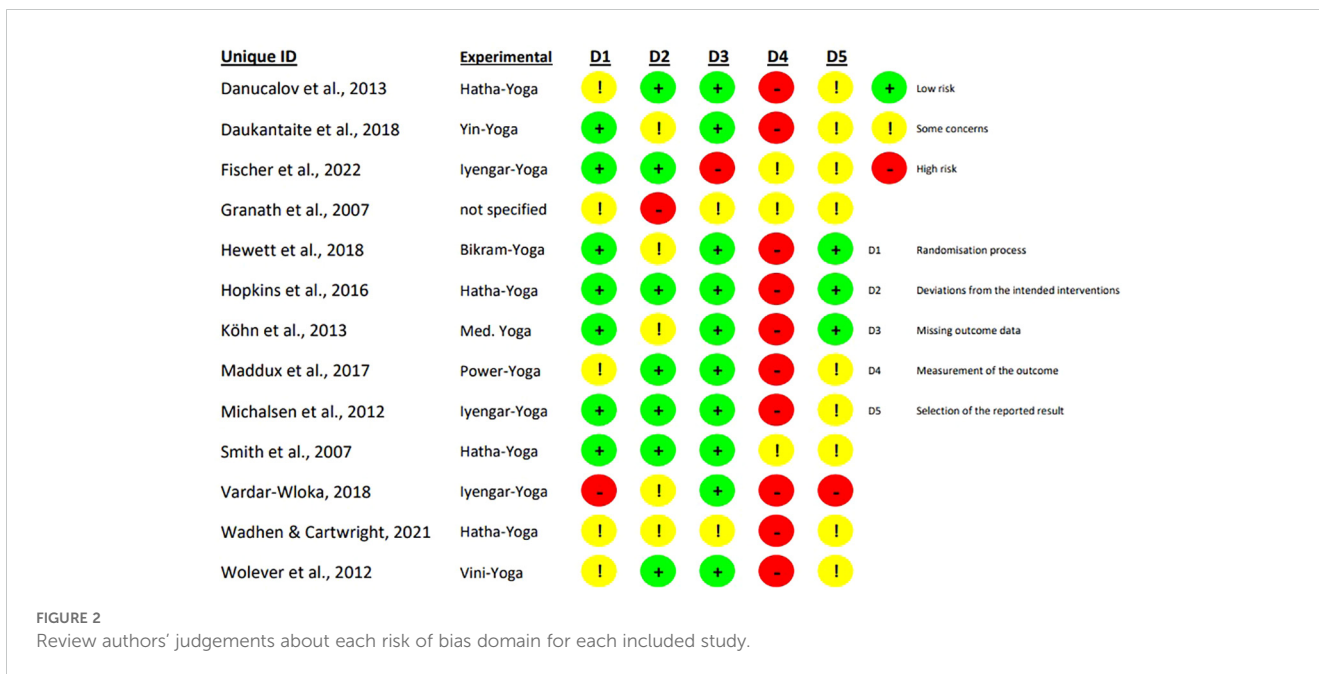 Unique ID Experimental D1 D2 D3 D4 D5
Danucalov et al., 2013 Hatha-Yoga ! + + - ! + Low risk
Daukantaite et al., 2018 Yin-Yoga + ! + - ! ! Some concerns
Fischer et al., 2022 Iyengar-Yoga + + - ! ! - High risk
Granath et al., 2007 not specified ! - ! ! !
Hewett et al., 2018 Bikram-Yoga + ! + - + D1 Randomisation process
Hopkins et al., 2016 Hatha-Yoga + + + - + D2 Deviations from the intended interventions
Köhn et al., 2013 Med. Yoga + ! + - + D3 Missing outcome data
Maddux et al., 2017 Power-Yoga ! + + - ! D4 Measurement of the outcome
Michalsen et al., 2012 Iyengar-Yoga + + + - ! D5 Selection of the reported result
Smith et al., 2007 Hatha-Yoga + + + ! !
Vardar-Wloka, 2018 Iyengar-Yoga - ! + - -
Wadhen & Cartwright, 2021 Hatha-Yoga ! ! ! - !
Wolever et al., 2012 Vini-Yoga ! + + - !
FIGURE 2
Review authors’ judgements about each risk of bias domain for each included study.